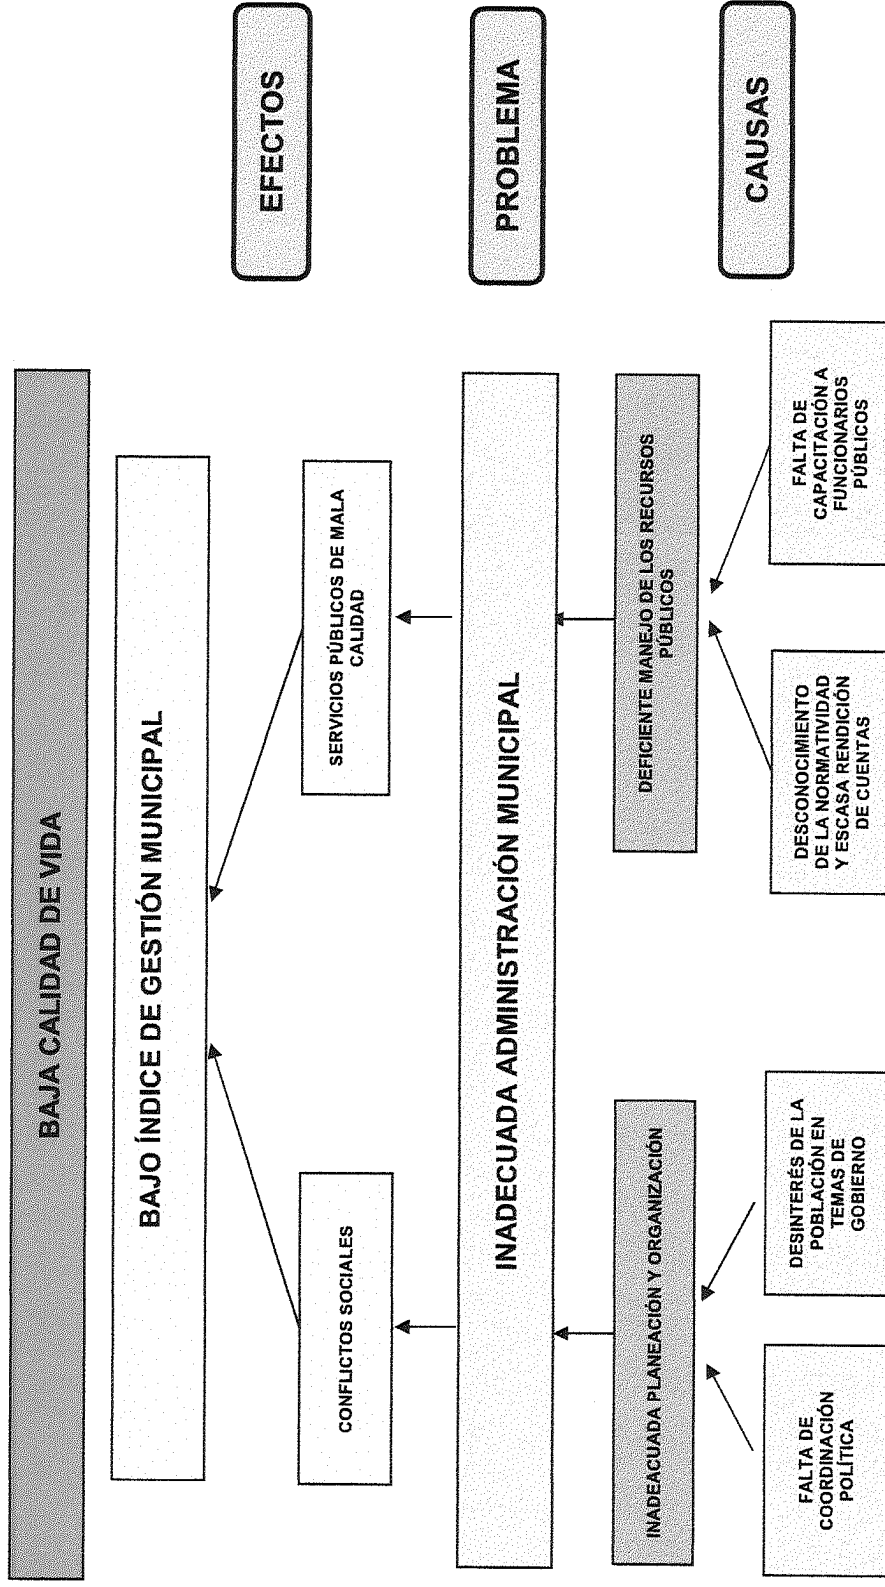 BAJA CALIDAD DE VIDA
BAJO ÍNDICE DE GESTIÓN MUNICIPAL
EFECTOS
CONFLICTOS SOCIALES
SERVICIOS PÚBLICOS DE MALA
CALIDAD
INADECUADA ADMINISTRACIÓN MUNICIPAL
PROBLEMA
INADEACUADA PLANEACIÓN Y ORGANIZACIÓN
DEFICIENTE MANEJO DE LOS RECURSOS
PÚBLICOS
CAUSAS
FALTA DE
COORDINACIÓN
POLÍTICA
DESINTERÉS DE LA
POBLACIÓN EN
TEMAS DE
GOBIERNO
DESCONOCIMIENTO
DE LA NORMATIVIDAD
Y ESCASA RENDICIÓN
DE CUENTAS
FALTA DE
CAPACITACIÓN A
FUNCIONARIOS
PÚBLICOS